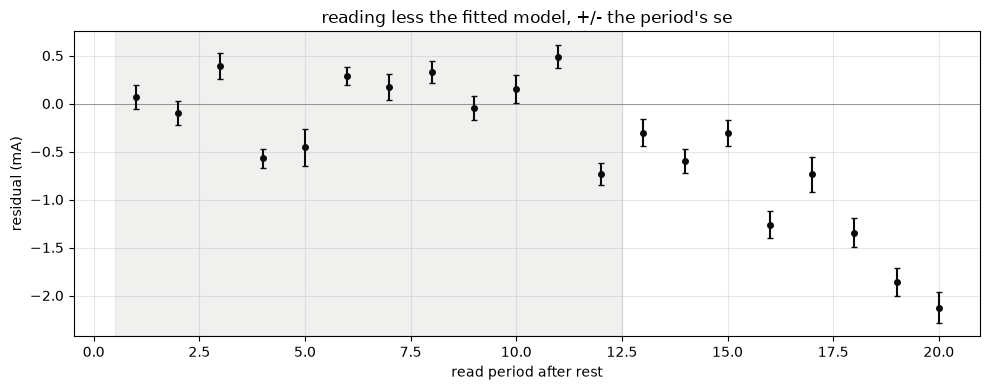 reading less the fitted model, +/- the period's se
residual (mA)
0.5
0.0
−0.5
−1.0
−1.5
−2.0
0.0 2.5 5.0 7.5 10.0 12.5 15.0 17.5 20.0
read period after rest